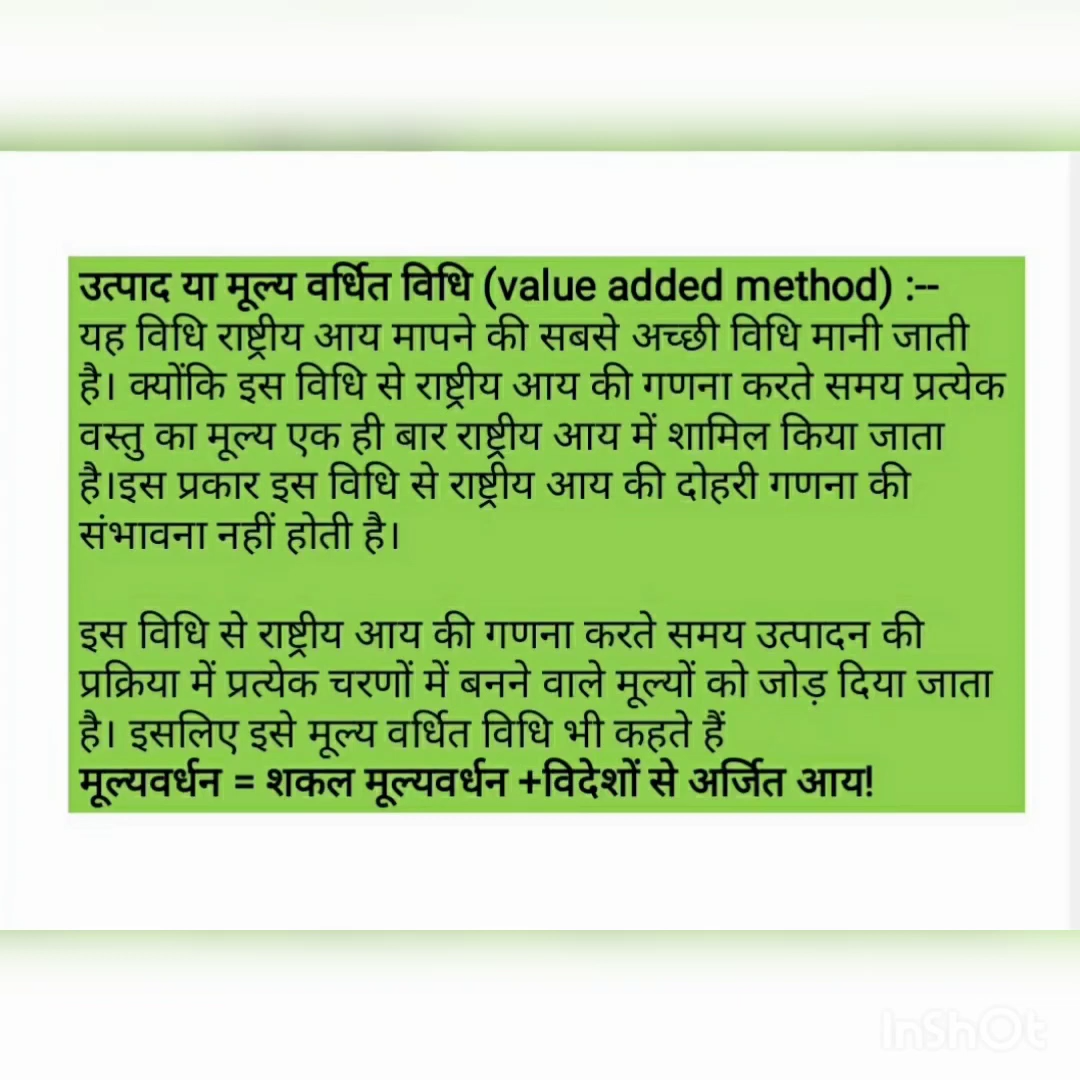 उत्पाद या मूल्य वर्धित विधि (value added method) :--
यह विधि राष्ट्रीय आय मापने की सबसे अच्छी विधि मानी जाती
है। क्योंकि इस विधि से राष्ट्रीय आय की गणना करते समय प्रत्येक
वस्तु का मूल्य एक ही बार राष्ट्रीय आय में शामिल किया जाता
है।इस प्रकार इस विधि से राष्ट्रीय आय की दोहरी गणना की
संभावना नहीं होती है।
इस विधि से राष्ट्रीय आय की गणना करते समय उत्पादन की
प्रक्रिया में प्रत्येक चरणों में बनने वाले मूल्यों को जोड़ दिया जाता
है। इसलिए इसे मूल्य वर्धित विधि भी कहते हैं
मूल्यवर्धन = शकल मूल्यवर्धन +विदेशों से अर्जित आय!
InShOt